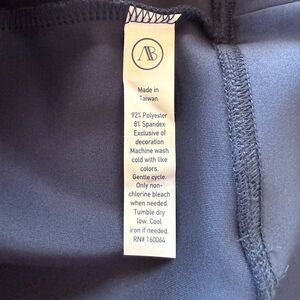 AB
Made in
Taiwan
92% Polyester
8% Spandex
Exclusive of
decoration
Machine wash
cold with like
colors.
Gentle cycle.
Only non-
chlorine bleach
when needed.
Tumble dry
low. Cool
iron if needed.
RN# 160064